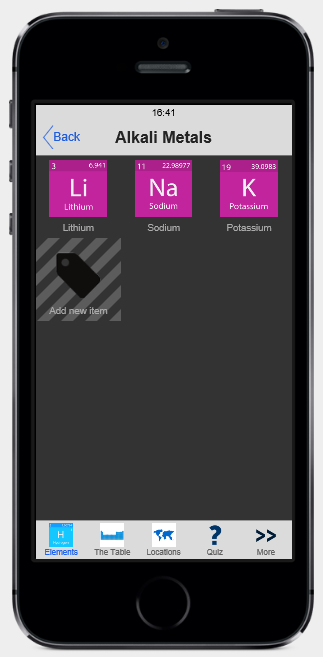 16:41
Back
Alkali Metals
3 6.941
11 22.98977
19 39.0983
Li
Na
K
Lithium
Sodium
Potassium
Lithium
Sodium
Potassium
Add new item
H
Elements
The Table
Locations
?
Quiz
>>
More